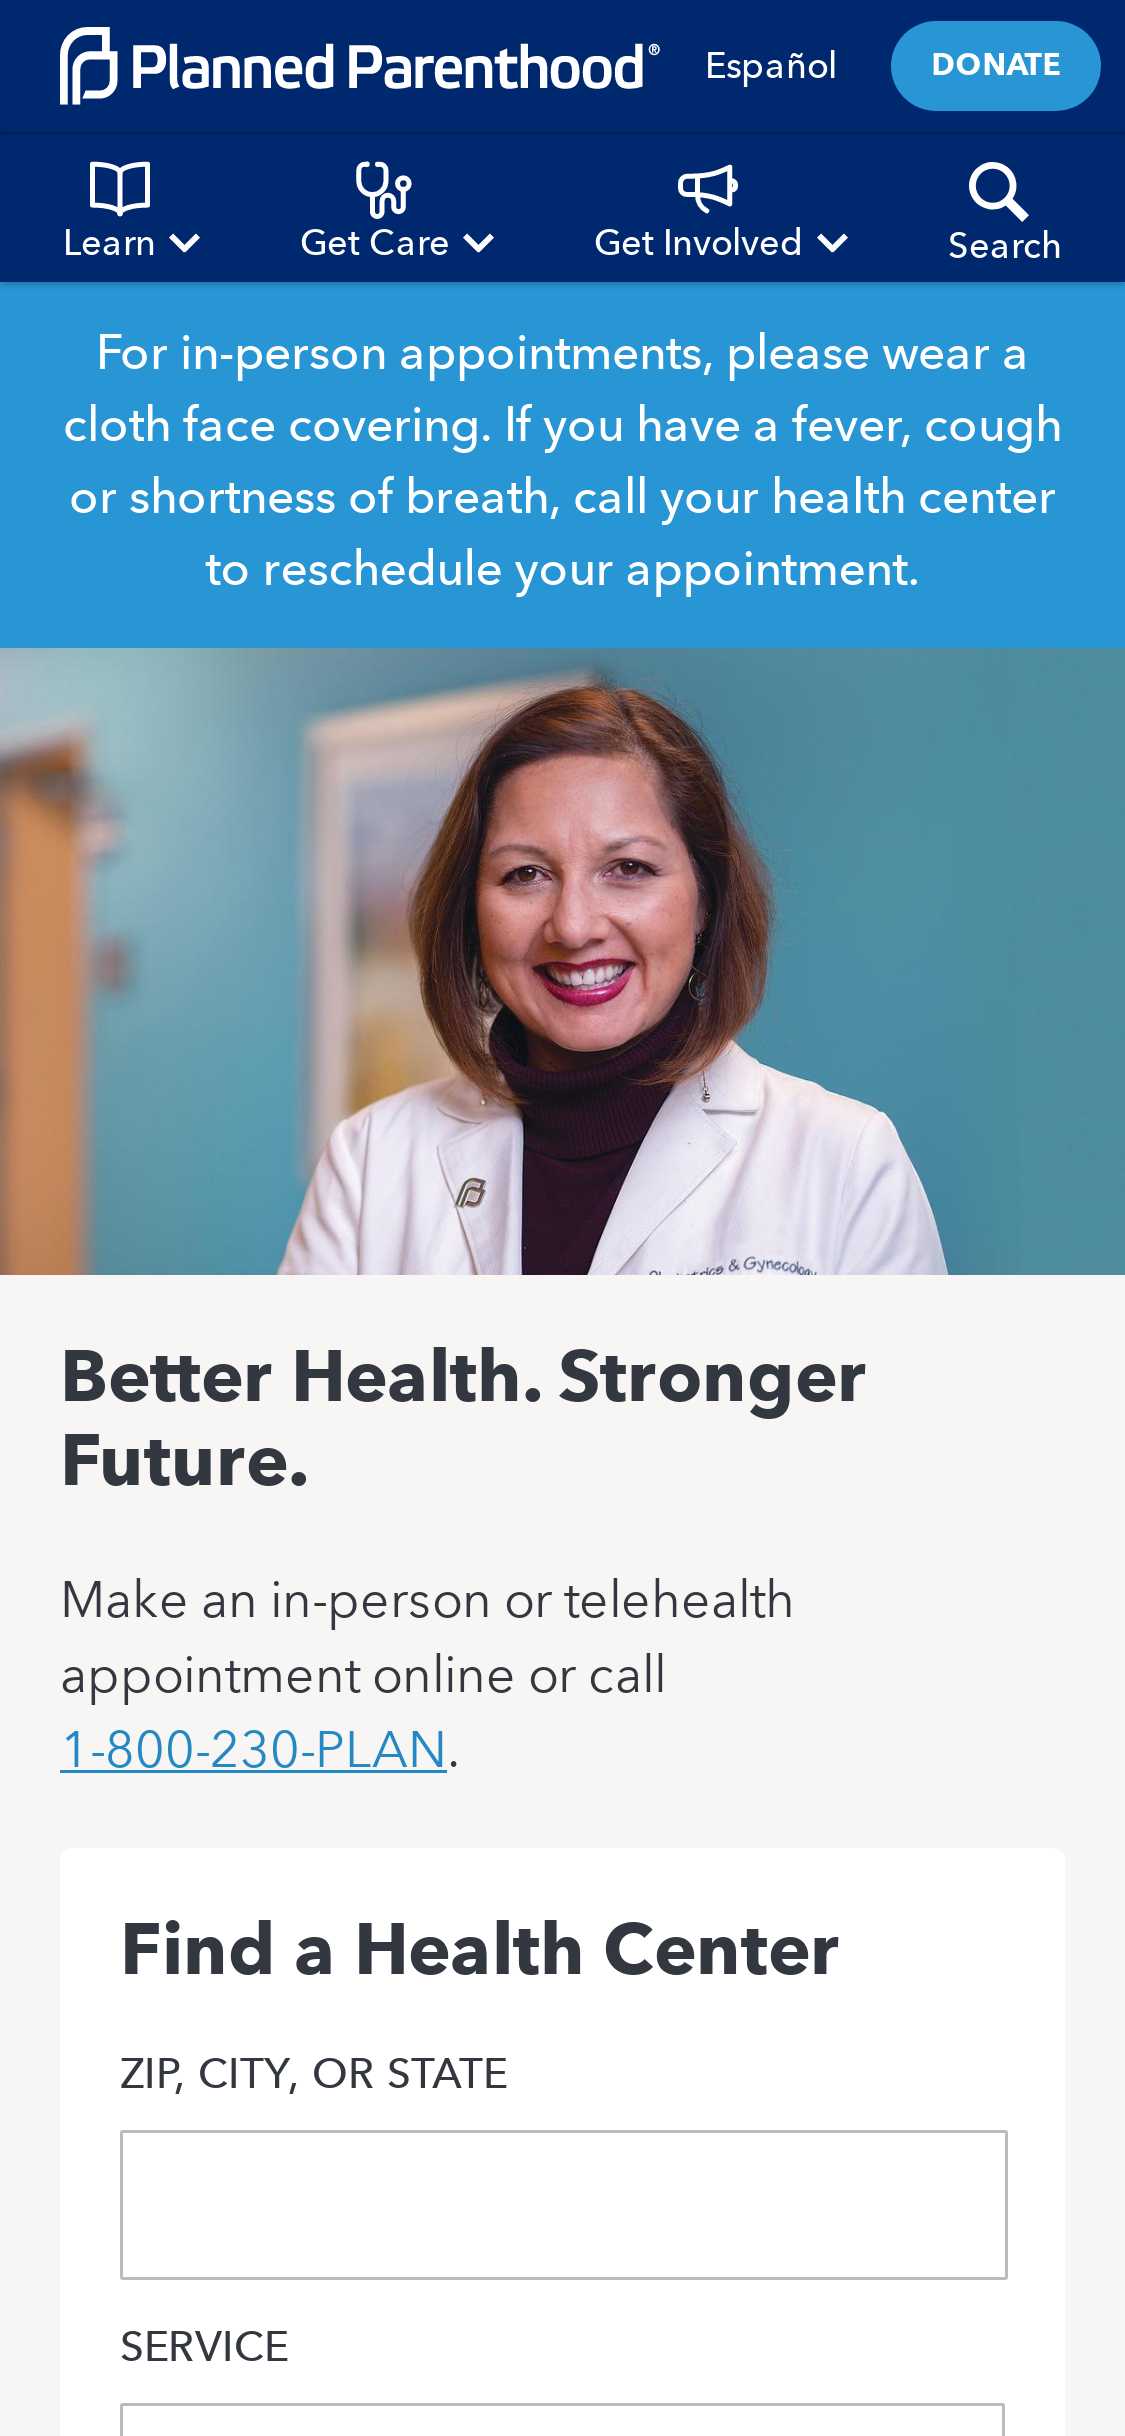 Planned Parenthood®
Español
DONATE
Learn
Get Care
Get Involved
Search
For in-person appointments, please wear a
cloth face covering. If you have a fever, cough
or shortness of breath, call your health center
to reschedule your appointment.
& Gynecology
Better Health. Stronger
Future.
Make an in-person or telehealth
appointment online or call
1-800-230-PLAN.
Find a Health Center
ZIP, CITY, OR STATE
SERVICE